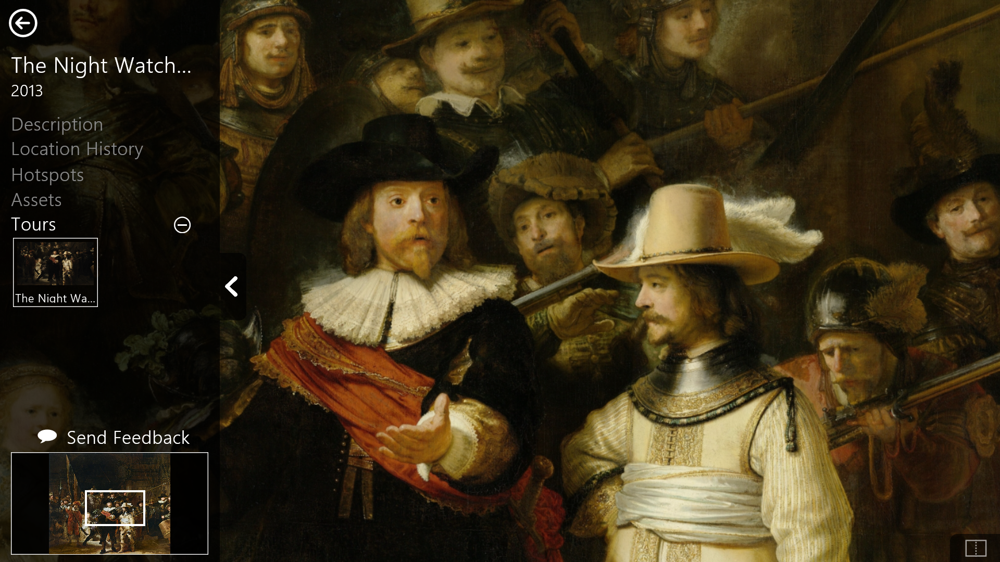 The Night Watch...
2013
Description
Location History
Hotspots
Assets
Tours
The Night Wa...
Send Feedback